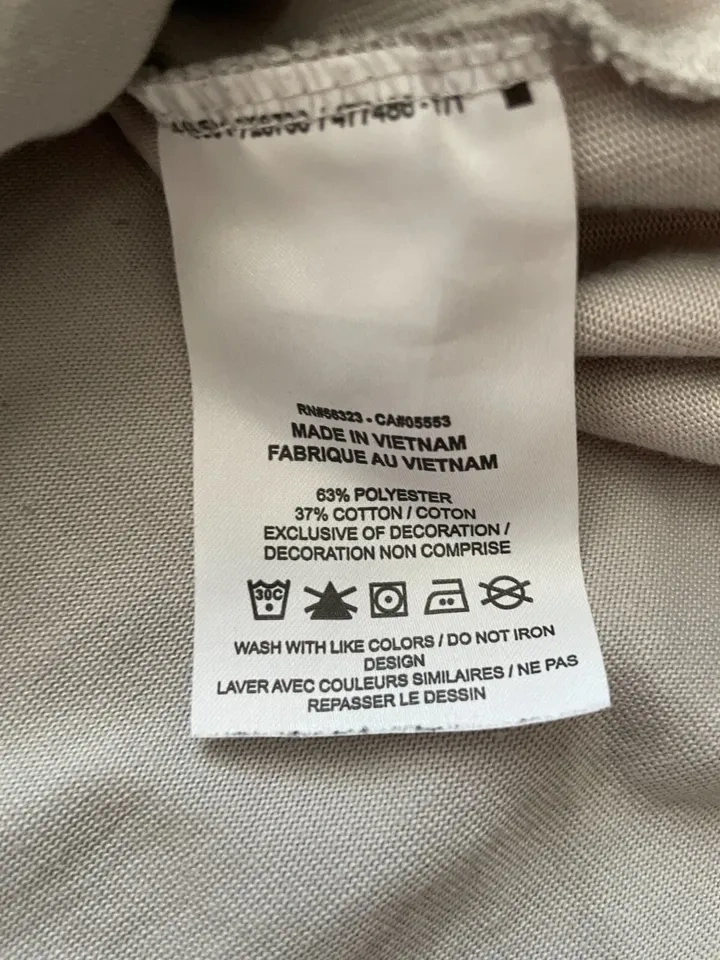 RN#56323 - CA#05553
MADE IN VIETNAM
FABRIQUE AU VIETNAM
63% POLYESTER
37% COTTON / COTON
EXCLUSIVE OF DECORATION /
DECORATION NON COMPRISE
30C
WASH WITH LIKE COLORS / DO NOT IRON
DESIGN
LAVER AVEC COULEURS SIMILAIRES / NE PAS
REPASSER LE DESSIN